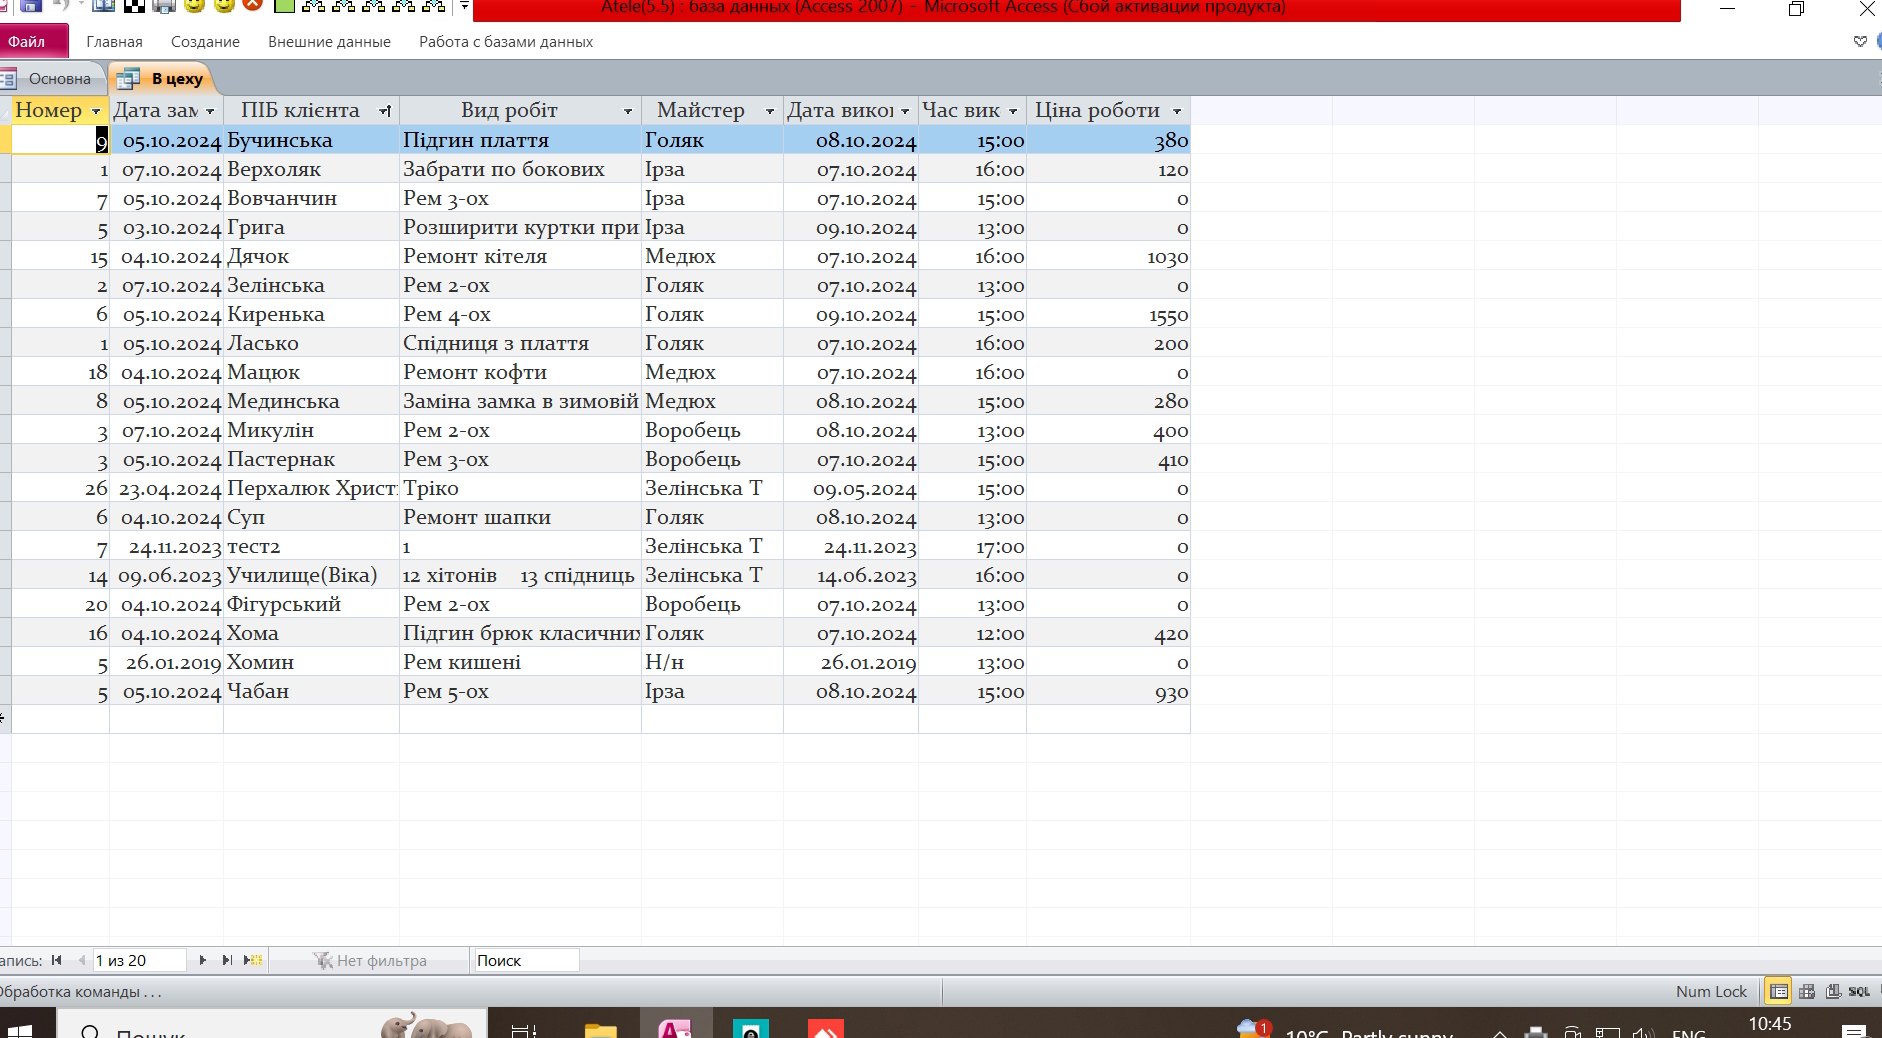 Atele(5.5) : база данных (Access 2007) - Microsoft Access (Сбой активации продукта)
Файл Главная Создание Внешние данные Работа с базами данных
Основна В цеху
Номер Дата зам ПІБ клієнта Вид робіт Майстер Дата викон Час вик Ціна роботи
9 05.10.2024 Бучинська Підгин плаття Голяк 08.10.2024 15:00 380
1 07.10.2024 Верхоляк Забрати по бокових Ірза 07.10.2024 16:00 120
7 05.10.2024 Вовчанчин Рем 3-ох Ірза 07.10.2024 15:00 0
5 03.10.2024 Грига Розширити куртки при Ірза 09.10.2024 13:00 0
15 04.10.2024 Дячок Ремонт кітеля Медюх 07.10.2024 16:00 1030
2 07.10.2024 Зелінська Рем 2-ох Голяк 07.10.2024 13:00 0
6 05.10.2024 Киренька Рем 4-ох Голяк 09.10.2024 15:00 1550
1 05.10.2024 Ласько Спідниця з плаття Голяк 07.10.2024 16:00 200
18 04.10.2024 Мацюк Ремонт кофти Медюх 07.10.2024 16:00 0
8 05.10.2024 Мединська Заміна замка в зимовій Медюх 08.10.2024 15:00 280
3 07.10.2024 Микулін Рем 2-ох Воробець 08.10.2024 13:00 400
3 05.10.2024 Пастернак Рем 3-ох Воробець 07.10.2024 15:00 410
26 23.04.2024 Перхалюк Христ Тріко Зелінська Т 09.05.2024 15:00 0
6 04.10.2024 Суп Ремонт шапки Голяк 08.10.2024 13:00 0
7 24.11.2023 тест2 1 Зелінська Т 24.11.2023 17:00 0
14 09.06.2023 Училище(Віка) 12 хітонів 13 спідниць Зелінська Т 14.06.2023 16:00 0
20 04.10.2024 Фігурський Рем 2-ох Воробець 07.10.2024 13:00 0
16 04.10.2024 Хома Підгин брюк класичних Голяк 07.10.2024 12:00 420
5 26.01.2019 Хомин Рем кишені Н/н 26.01.2019 13:00 0
5 05.10.2024 Чабан Рем 5-ох Ірза 08.10.2024 15:00 930
апись: 1 из 20 Нет фильтра Поиск
Обработка команды . . . Num Lock SQL
Пошук 1 10°C Partly sunny ENG 10:45